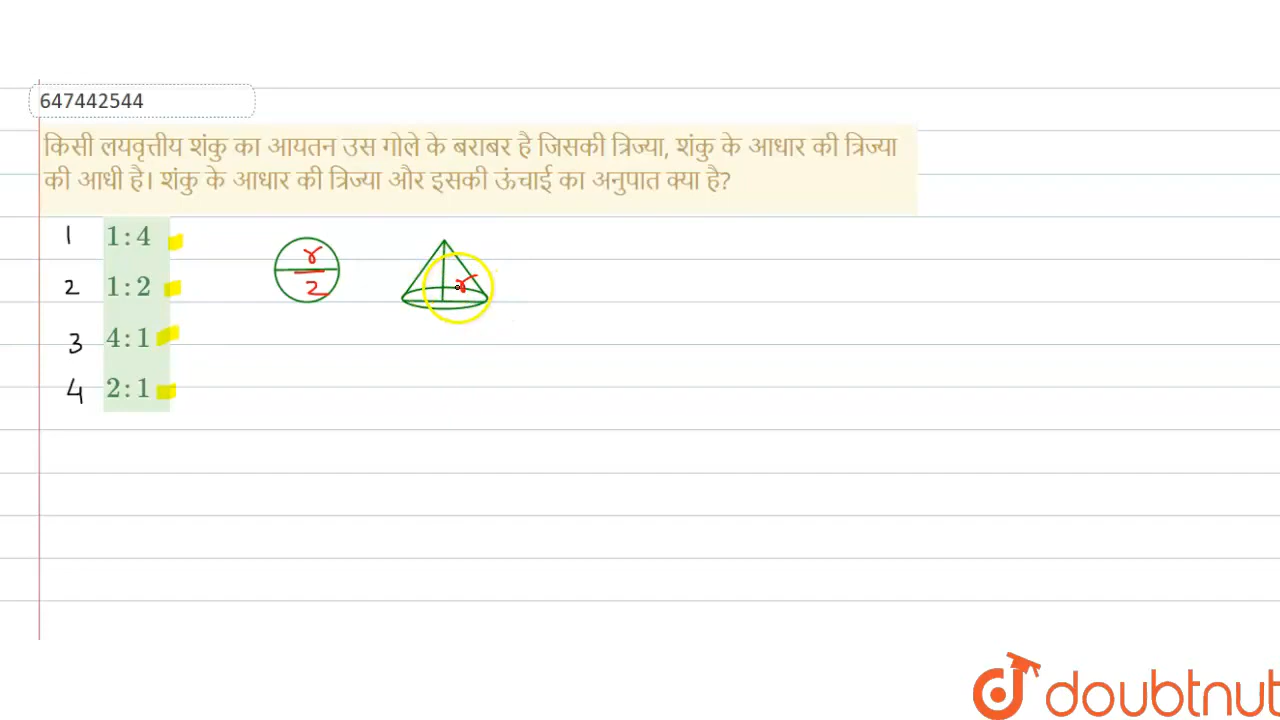 647442544
किसी लयवृत्तीय शंकु का आयतन उस गोले के बराबर है जिसकी त्रिज्या, शंकु के आधार की त्रिज्या
की आधी है। शंकु के आधार की त्रिज्या और इसकी ऊंचाई का अनुपात क्या है?
1 1:4
2 1:2
3 4:1
4 2:1
r
2
r
doubtnut